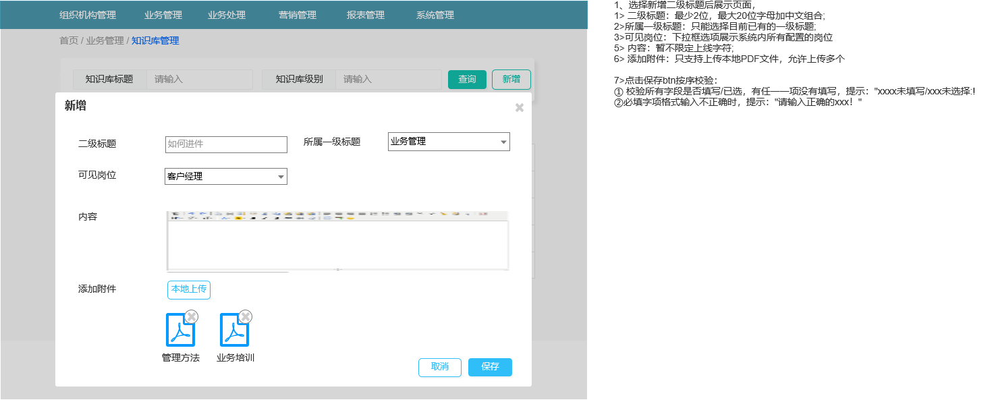 组织机构管理 业务管理 业务处理 营销管理 报表管理 系统管理
首页 / 业务管理 / 知识库管理
知识库标题 请输入 知识库级别 请输入 查询 新增
新增
二级标题 如何进件 所属一级标题 业务管理
可见岗位 客户经理
内容
添加附件 本地上传
管理方法 业务培训
取消 保存
1、选择新增二级标题后展示页面，
1> 二级标题：最少2位，最大20位字母加中文组合;
2>所属一级标题：只能选择目前已有的一级标题;
3>可见岗位：下拉框选项展示系统内所有配置的岗位
5> 内容：暂不限定上线字符;
6> 添加附件：只支持上传本地PDF文件，允许上传多个
7>点击保存btn按序校验：
① 校验所有字段是否填写/已选，有任一一项没有填写，提示："xxxx未填写/xxx未选择:!
②必填字项格式输入不正确时，提示："请输入正确的xxx！"